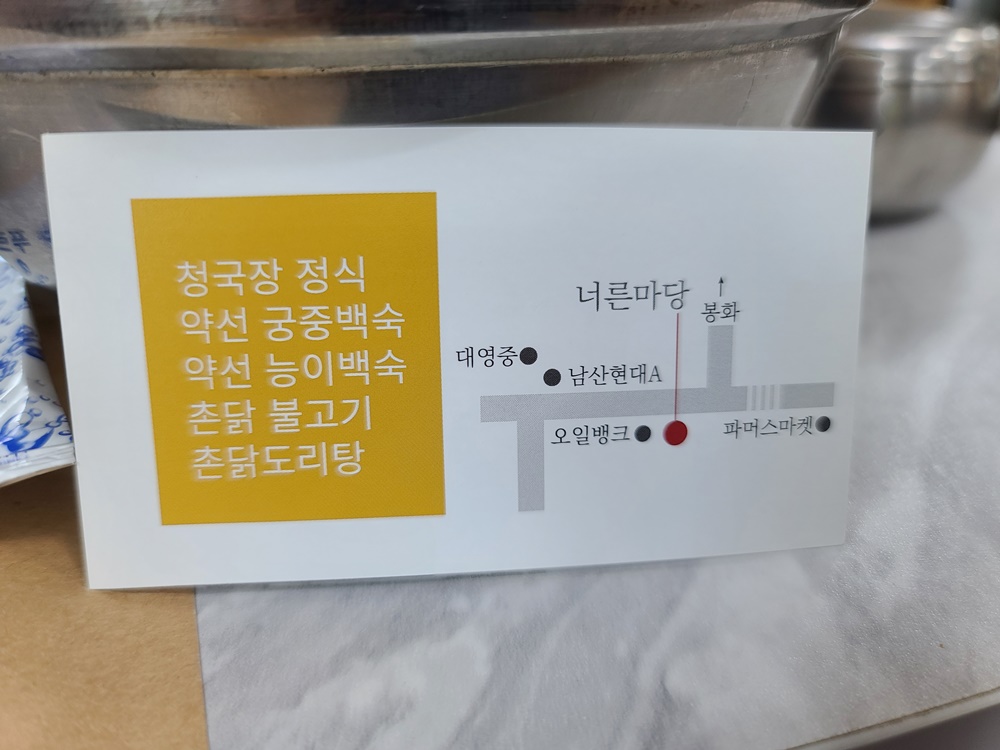 청국장 정식
약선 궁중백숙
약선 능이백숙
촌닭 불고기
촌닭도리탕
너른마당
봉화
대영중
남산현대A
오일뱅크
파머스마켓